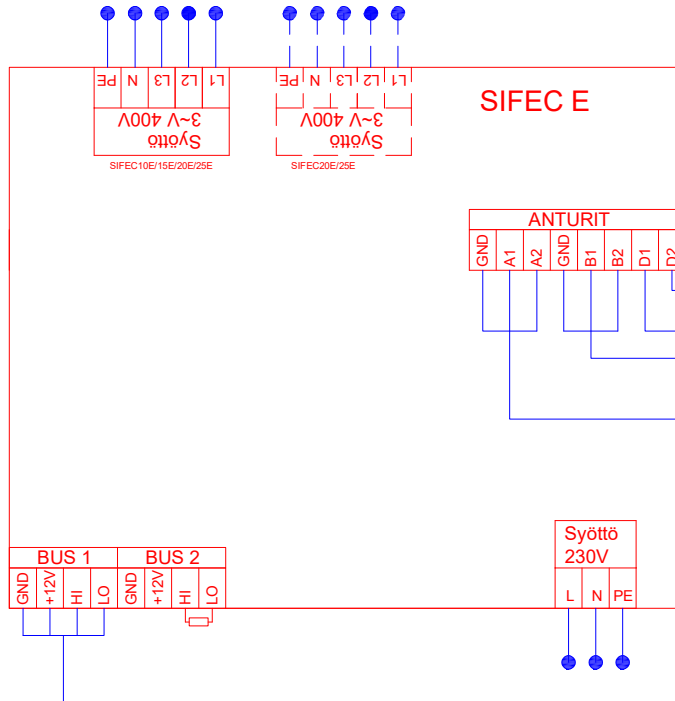 PE N L3 L2 L1
Syöttö
3~V 400V
SIFEC10E/15E/20E/25E
PE N L3 L2 L1
Syöttö
3~V 400V
SIFEC20E/25E
SIFEC E
ANTURIT
GND A1 A2 GND B1 B2 D1 D2
BUS 1 BUS 2
GND +12V HI LO GND +12V HI LO
Syöttö
230V
L N PE